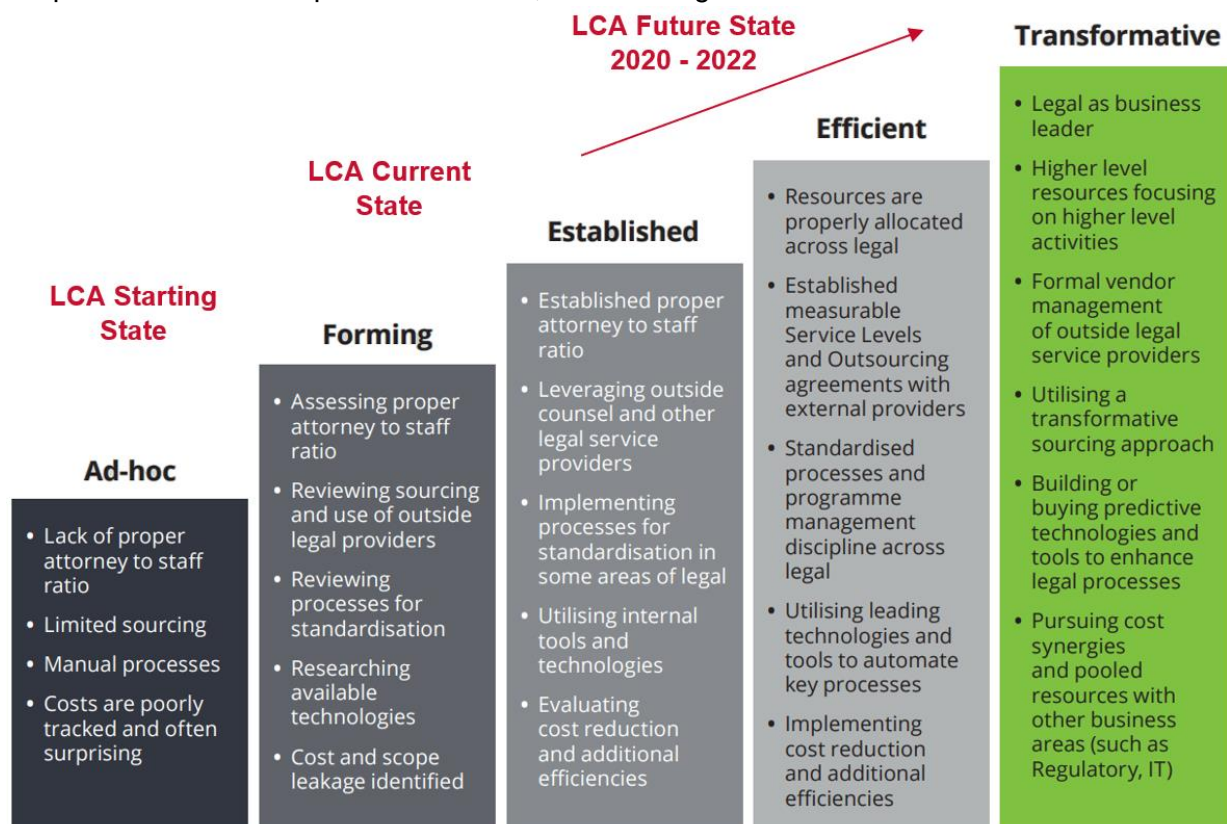 LCA Future State
2020 - 2022
Transformative
Efficient
LCA Current
State
Established
LCA Starting
State
Forming
Ad-hoc
• Lack of proper
attorney to staff
ratio
• Limited sourcing
• Manual processes
• Costs are poorly
tracked and often
surprising
• Assessing proper
attorney to staff
ratio
• Reviewing sourcing
and use of outside
legal providers
• Reviewing
processes for
standardisation
• Researching
available
technologies
• Cost and scope
leakage identified
• Established proper
attorney to staff
ratio
• Leveraging outside
counsel and other
legal service
providers
• Implementing
processes for
standardisation in
some areas of legal
• Utilising internal
tools and
technologies
• Evaluating
cost reduction
and additional
efficiencies
• Resources are
properly allocated
across legal
• Established
measurable
Service Levels
and Outsourcing
agreements with
external providers
• Standardised
processes and
programme
management
discipline across
legal
• Utilising leading
technologies and
tools to automate
key processes
• Implementing
cost reduction
and additional
efficiencies
• Legal as business
leader
• Higher level
resources focusing
on higher level
activities
• Formal vendor
management
of outside legal
service providers
• Utilising a
transformative
sourcing approach
• Building or
buying predictive
technologies and
tools to enhance
legal processes
• Pursuing cost
synergies
and pooled
resources with
other business
areas (such as
Regulatory, IT)